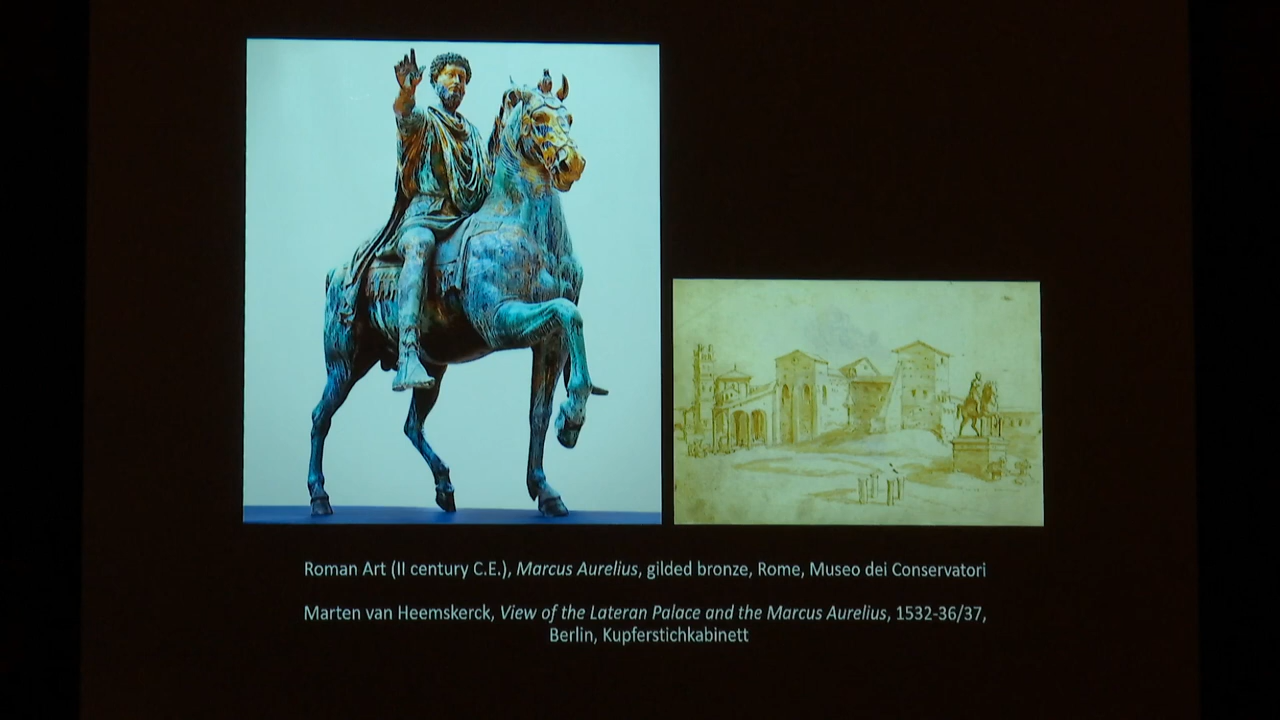 Roman Art (II century C.E.), Marcus Aurelius, gilded bronze, Rome, Museo dei Conservatori
Marten van Heemskerck, View of the Lateran Palace and the Marcus Aurelius, 1532-36/37,
Berlin, Kupferstichkabinett